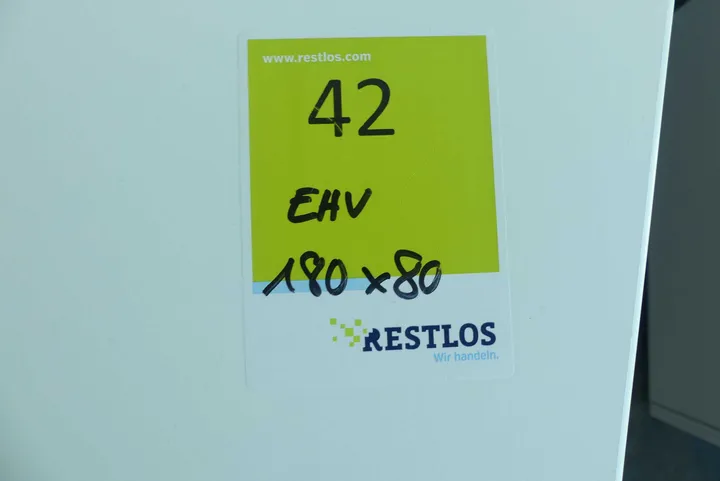 www.restlos.com
42
EHV
180x80
RESTLOS
Wir handeln.